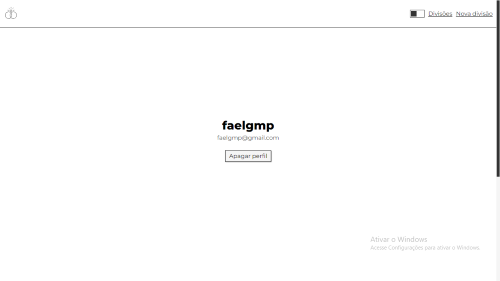 Divisões Nova divisão
faelgmp
faelgmp@gmail.com
Apagar perfil
Ativar o Windows
Acesse Configurações para ativar o Windows.